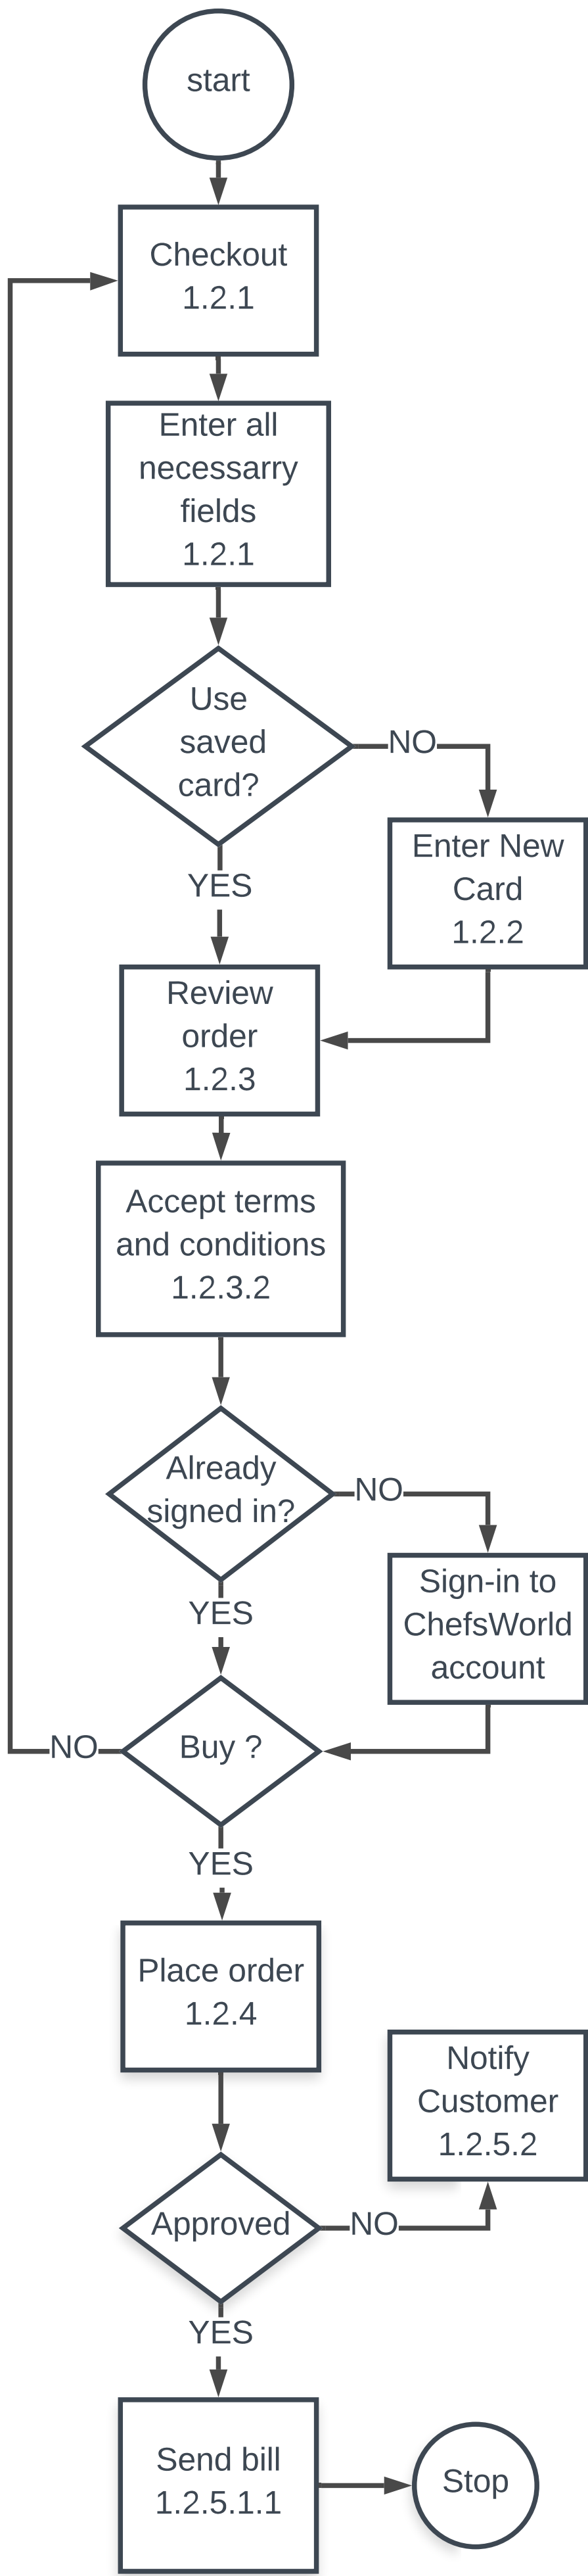 start
Checkout
1.2.1
Enter all
necessarry
fields
1.2.1
Use
saved
card?
NO
Enter New
Card
1.2.2
YES
Review
order
1.2.3
Accept terms
and conditions
1.2.3.2
Already
signed in?
NO
Sign-in to
ChefsWorld
account
YES
Buy ?
NO
YES
Place order
1.2.4
Notify
Customer
1.2.5.2
Approved
NO
YES
Send bill
1.2.5.1.1
Stop